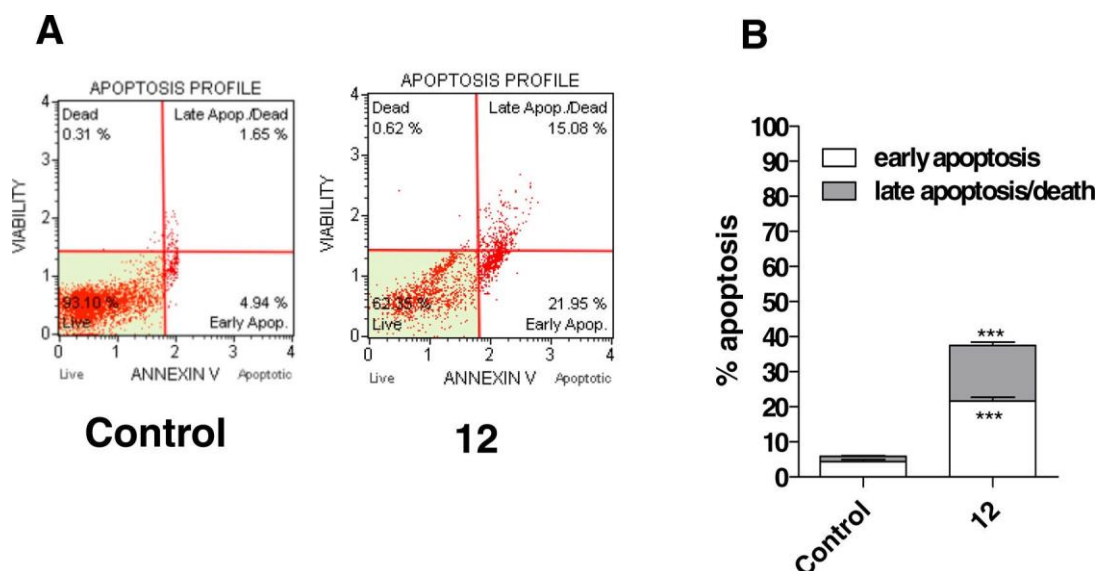 A
APOPTOSIS PROFILE
4
3
2
1
0
VIABILITY
Dead
0.31 %
Late Apop./Dead
1.65 %
93.10 %
Live
4.94 %
Early Apop.
0 1 2 3 4
Live ANNEXIN V Apoptotic
Control
APOPTOSIS PROFILE
4
3
2
1
0
VIABILITY
Dead
0.62 %
Late Apop./Dead
15.08 %
62.35 %
Live
21.95 %
Early Apop.
0 1 2 3 4
Live ANNEXIN V Apoptotic
12
B
% apoptosis
100
90
80
70
60
50
40
30
20
10
0
early apoptosis
late apoptosis/death
***
***
Control
12